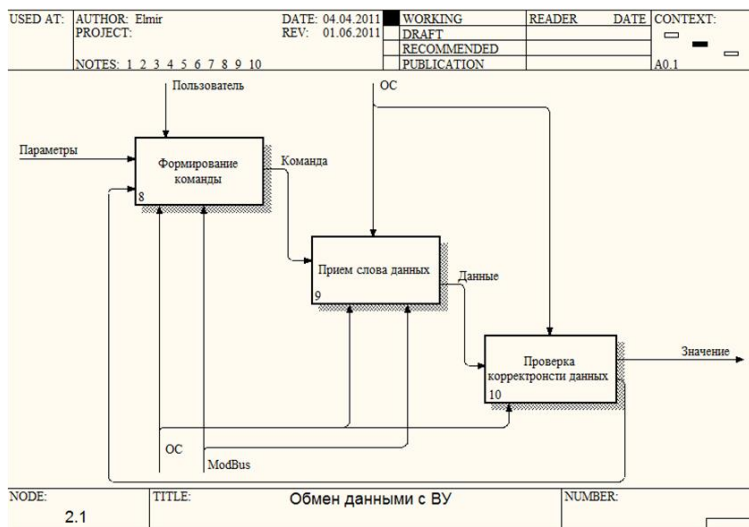 USED AT: AUTHOR: Elmir DATE: 04.04.2011 WORKING READER DATE CONTEXT:
PROJECT: REV: 01.06.2011 DRAFT
RECOMMENDED
NOTES: 1 2 3 4 5 6 7 8 9 10 PUBLICATION A0.1
Пользователь
ОС
Параметры
Формирование
команды
8
Команда
Прием слова данных
9
Данные
Проверка
корректронсти данных
10
Значение
ОС
ModBus
NODE: TITLE: Обмен данными с ВУ NUMBER:
2.1